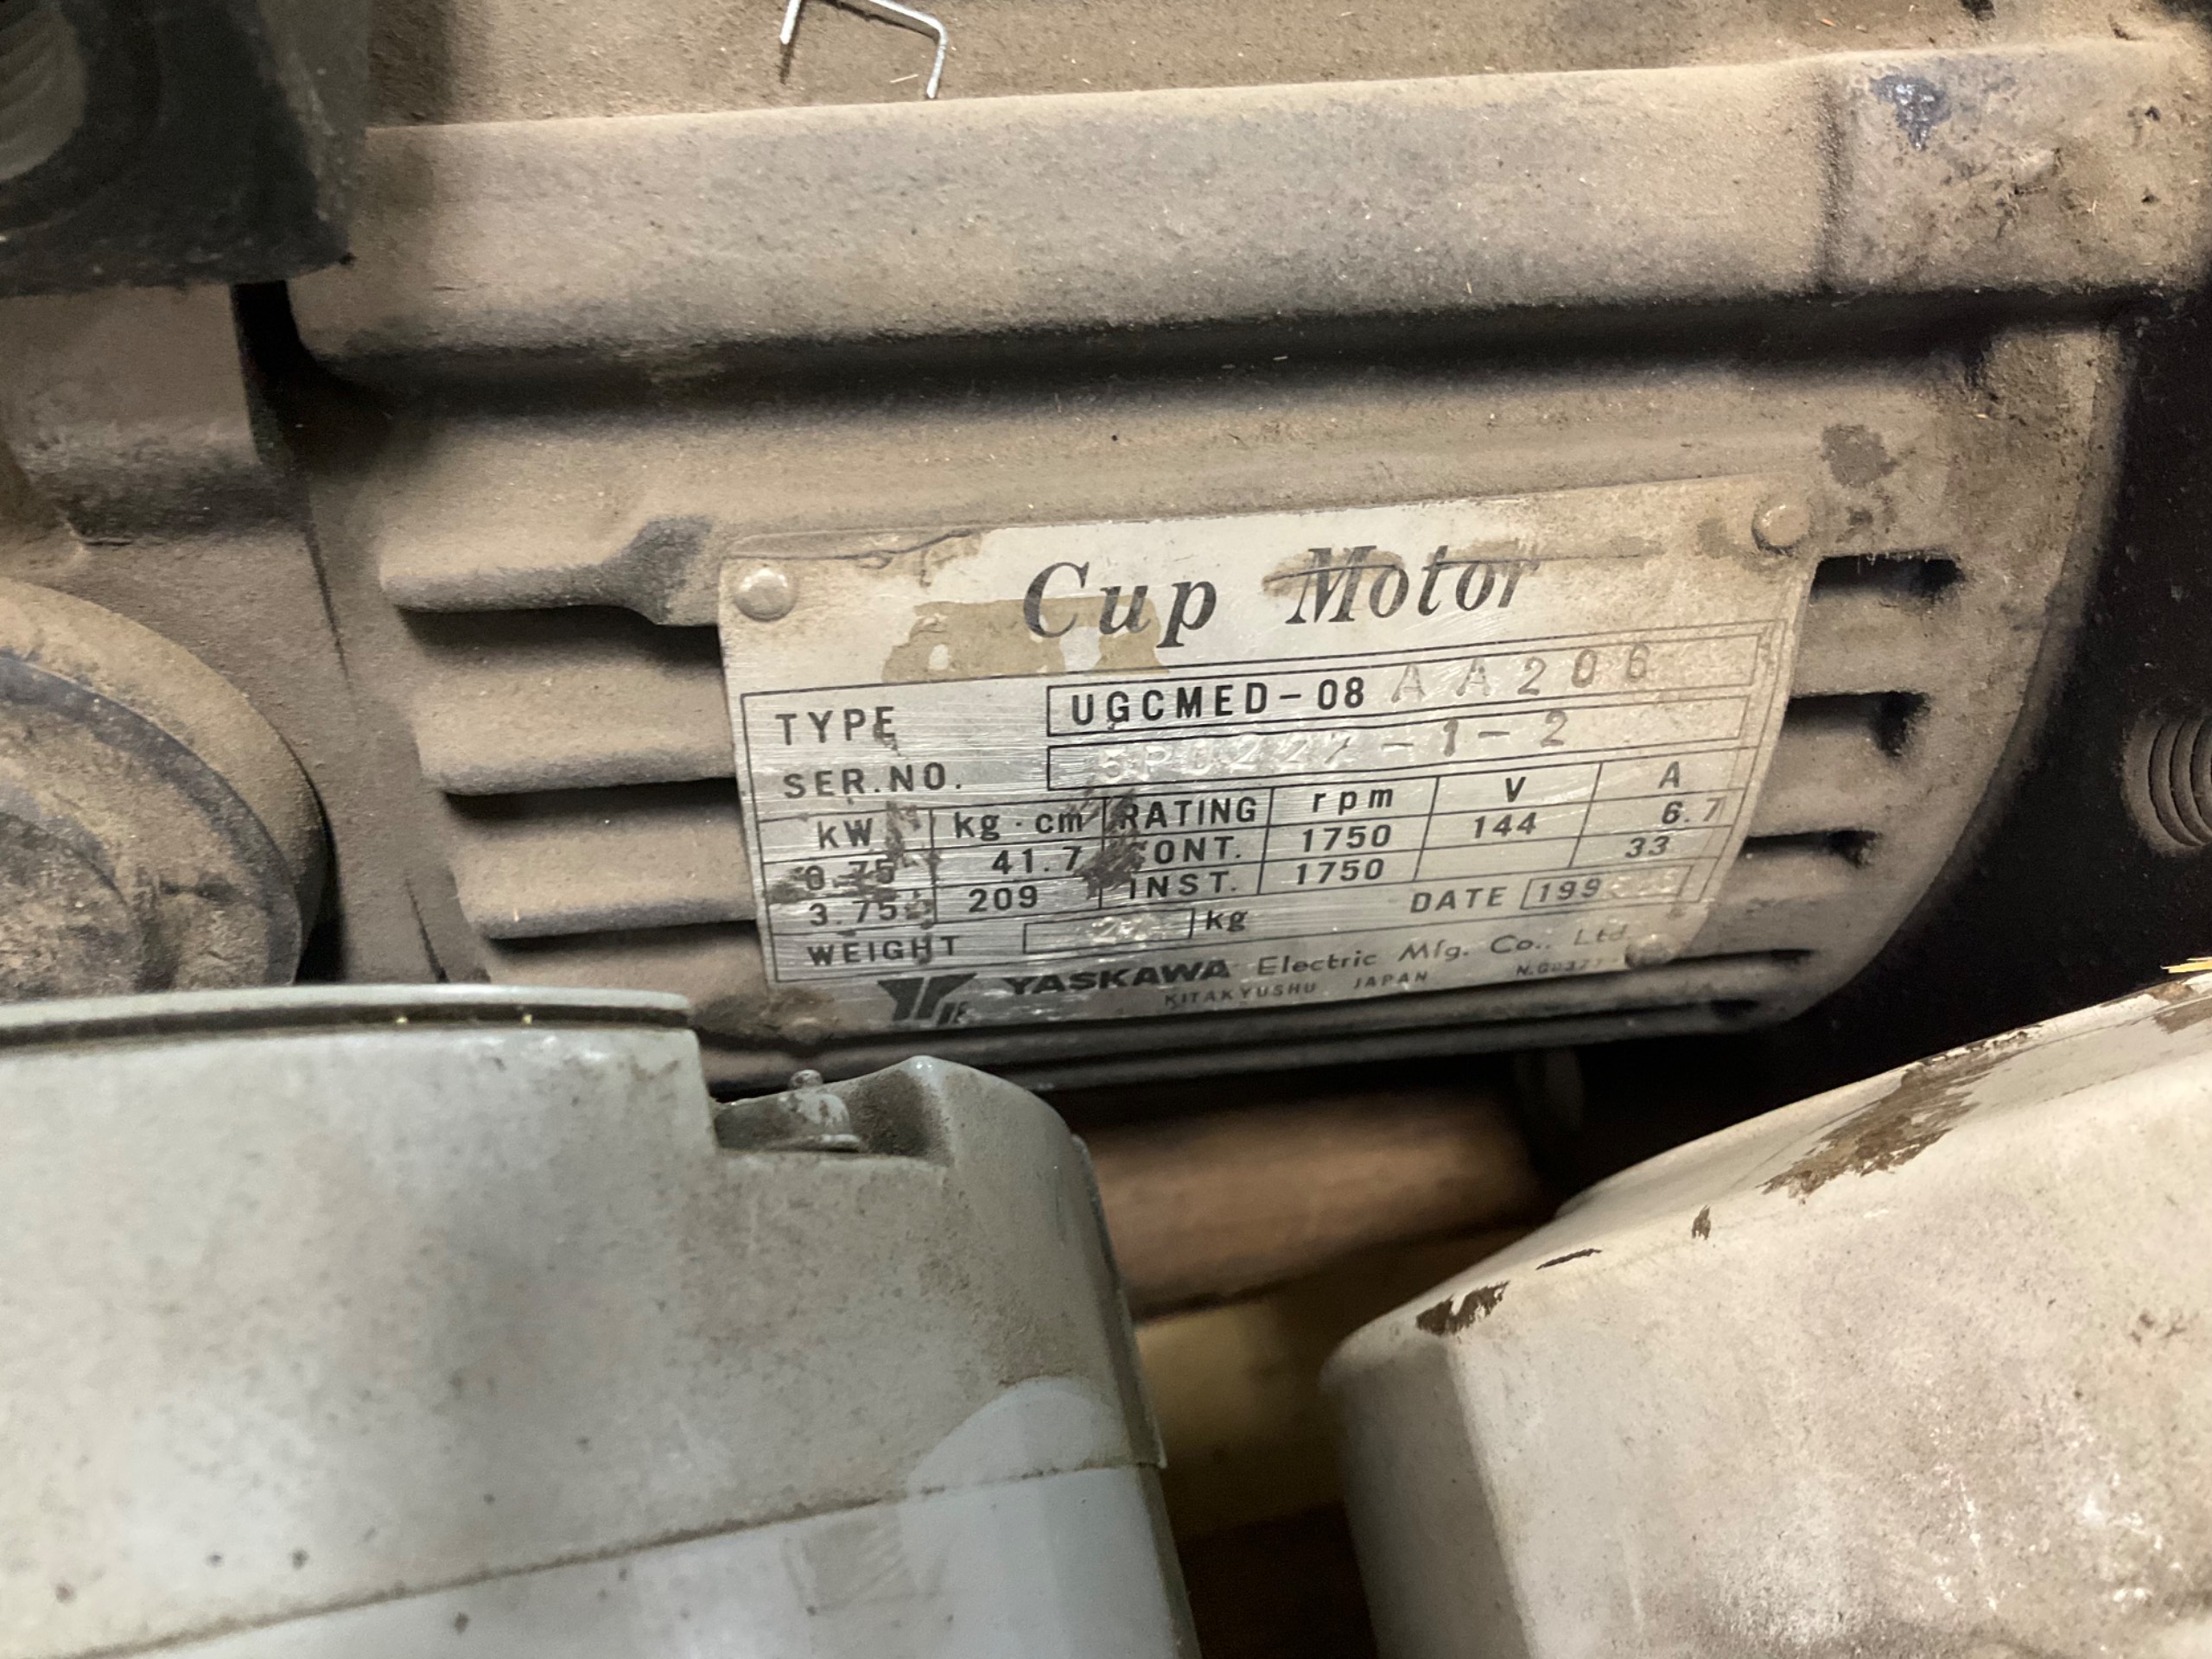 Cup Motor
TYPE UGCMED-08 AA206
SER.NO.
kW kg·cm RATING rpm V A
0.75 41.7 CONT. 1750 144 6.7
3.75 209 INST. 1750 33
WEIGHT kg DATE 199
YASKAWA Electric Mfg. Co., Ltd.
KITAKYUSHU JAPAN